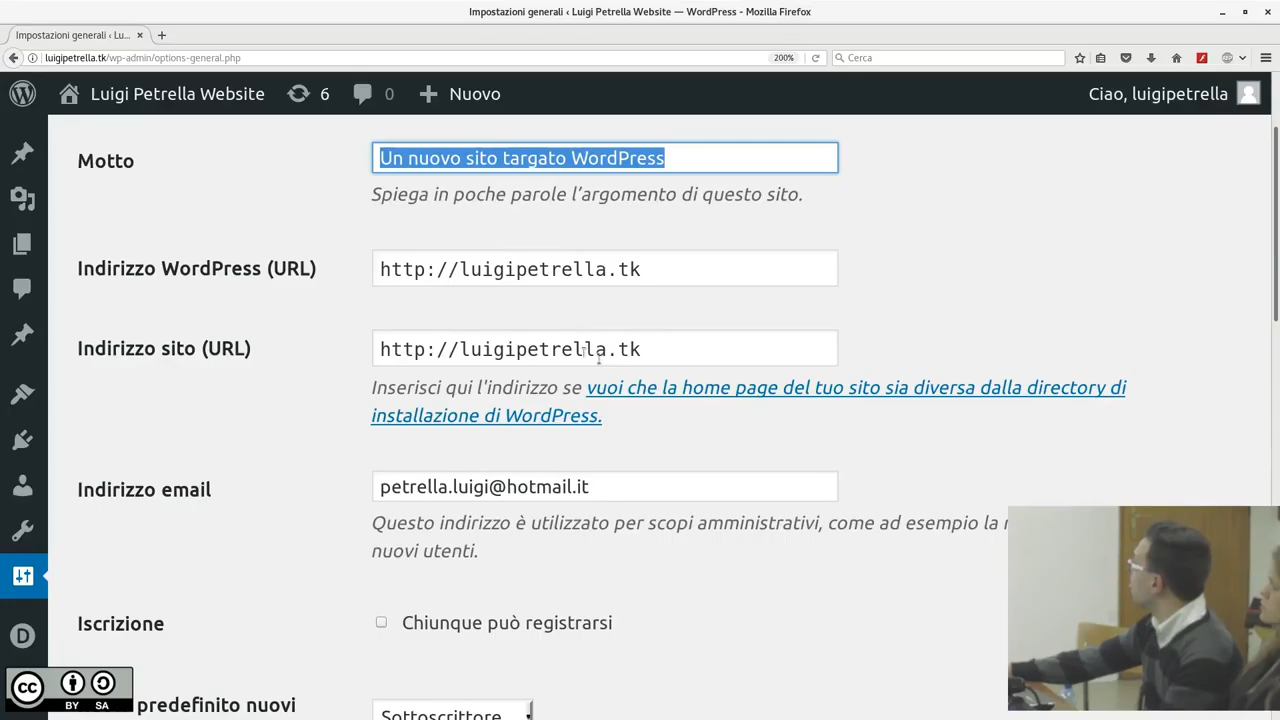 Impostazioni generali ‹ Luigi Petrella Website — WordPress - Mozilla Firefox
Impostazioni generali ‹ Lu...
luigipetrella.tk/wp-admin/options-general.php
200%
Cerca
Luigi Petrella Website
6
0
Nuovo
Ciao, luigipetrella
Motto
Un nuovo sito targato WordPress
Spiega in poche parole l’argomento di questo sito.
Indirizzo WordPress (URL)
http://luigipetrella.tk
Indirizzo sito (URL)
http://luigipetrella.tk
Inserisci qui l'indirizzo se vuoi che la home page del tuo sito sia diversa dalla directory di
installazione di WordPress.
Indirizzo email
petrella.luigi@hotmail.it
Questo indirizzo è utilizzato per scopi amministrativi, come ad esempio la
nuovi utenti.
Iscrizione
Chiunque può registrarsi
predefinito nuovi
Sottoscrittore
D
cc
BY SA